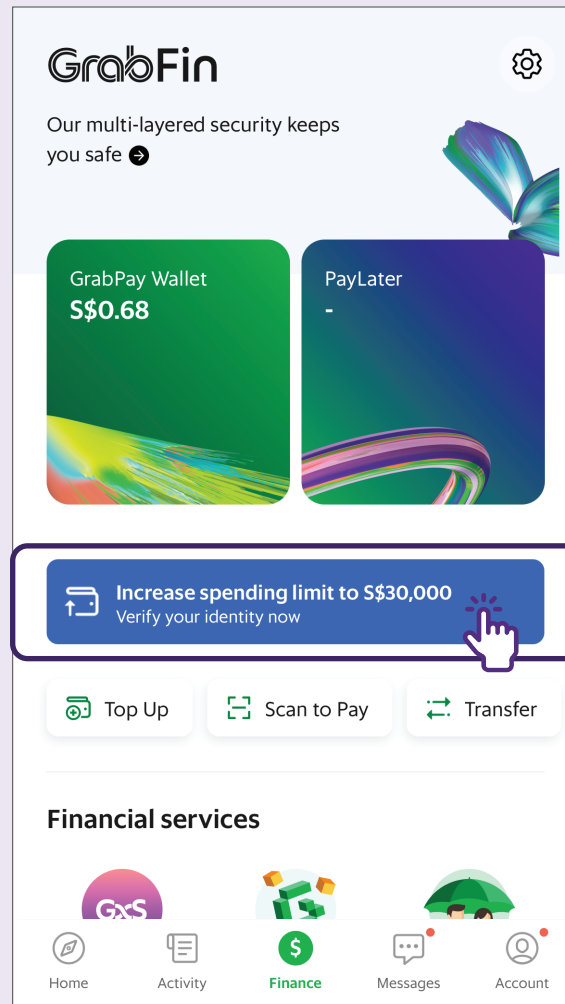 GrabFin
Our multi-layered security keeps
you safe
GrabPay Wallet
S$0.68
PayLater
-
Increase spending limit to S$30,000
Verify your identity now
Top Up
Scan to Pay
Transfer
Financial services
GXS
$
Home
Activity
Finance
Messages
Account